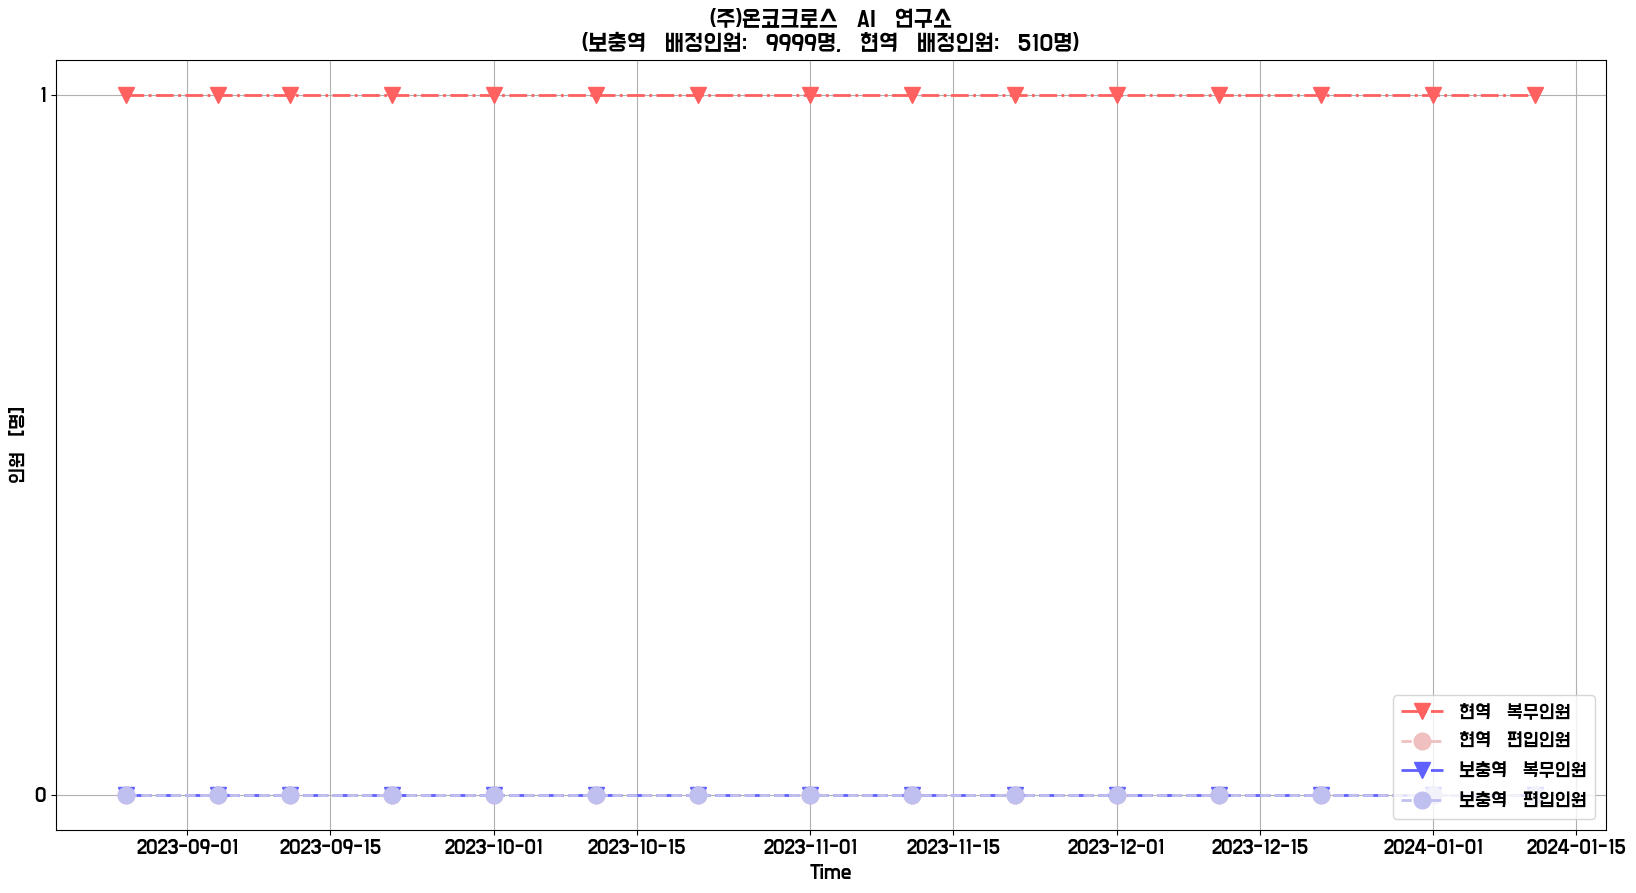 (주)온코크로스 AI 연구소
(보충역 배정인원: 9999명, 현역 배정인원: 510명)
1
0
인원 [명]
현역 복무인원
현역 편입인원
보충역 복무인원
보충역 편입인원
2023-09-01 2023-09-15 2023-10-01 2023-10-15 2023-11-01 2023-11-15 2023-12-01 2023-12-15 2024-01-01 2024-01-15
Time